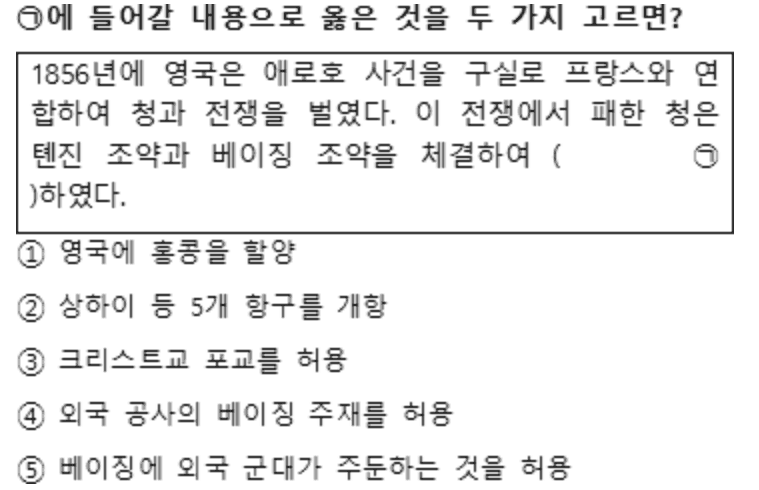 ㉠에 들어갈 내용으로 옳은 것을 두 가지 고르면?
1856년에 영국은 애로호 사건을 구실로 프랑스와 연
합하여 청과 전쟁을 벌였다. 이 전쟁에서 패한 청은
톈진 조약과 베이징 조약을 체결하여 ( ㉠
)하였다.
① 영국에 홍콩을 할양
② 상하이 등 5개 항구를 개항
③ 크리스트교 포교를 허용
④ 외국 공사의 베이징 주재를 허용
⑤ 베이징에 외국 군대가 주둔하는 것을 허용